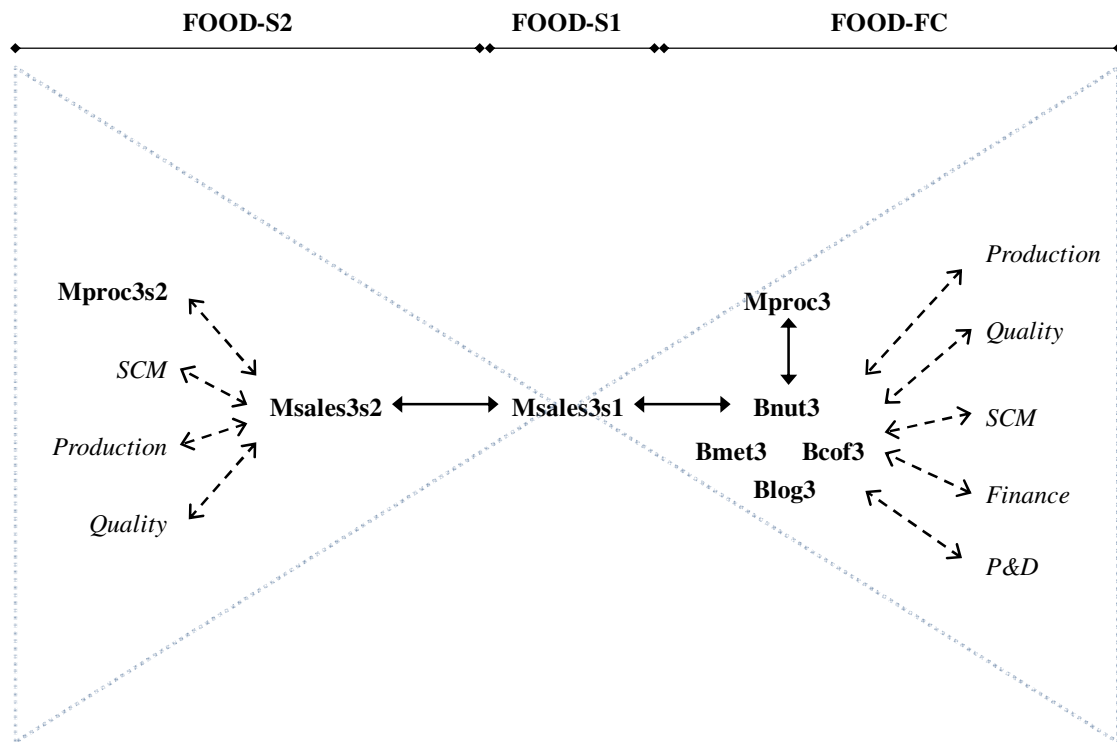 FOOD-S2 FOOD-S1 FOOD-FC
Production
Mproc3s2 Mproc3
Quality
SCM
Msales3s2 Msales3s1 Bnut3 SCM
Production Bmet3 Bcof3
Blog3 Finance
Quality
P&D